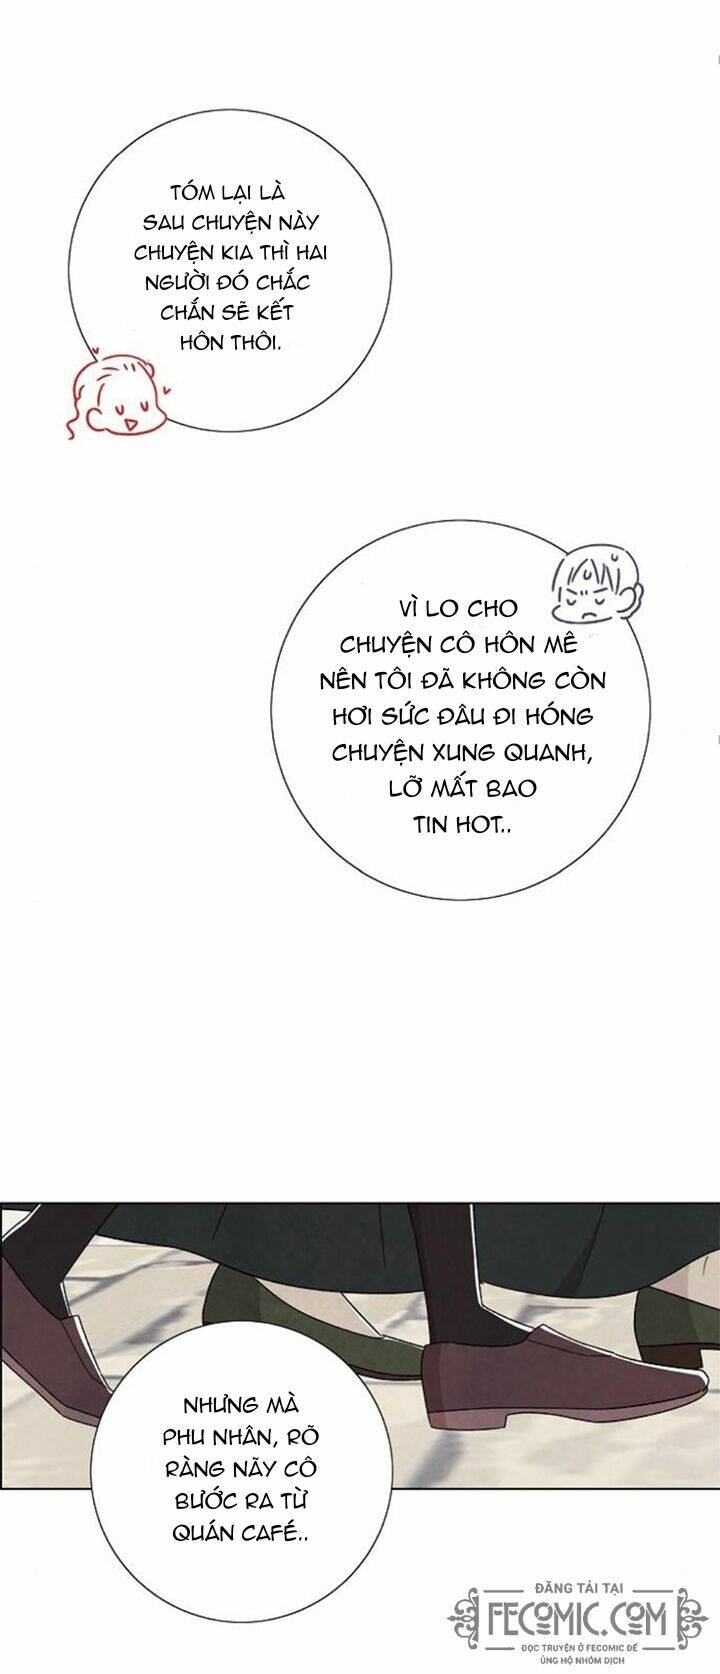 TÓM LẠI LÀ
SAU CHUYỆN NÀY
CHUYỆN KIA THÌ HAI
NGƯỜI ĐÓ CHẮC
CHẮN SẼ KẾT
HÔN THÔI.
VÌ LO CHO
CHUYỆN CÔ HÔN MÊ
NÊN TÔI ĐÃ KHÔNG CÒN
HƠI SỨC ĐÂU ĐI HÓNG
CHUYỆN XUNG QUANH,
LỠ MẤT BAO
TIN HOT..
NHƯNG MÀ
PHU NHÂN, RÕ
RÀNG NÃY CÔ
BƯỚC RA TỪ
QUÁN CAFÉ..
ĐĂNG TẢI TẠI
FECOMIC.COM
ĐỌC TRUYỆN Ở FECOMIC ĐỂ
ỦNG HỘ NHÓM DỊCH